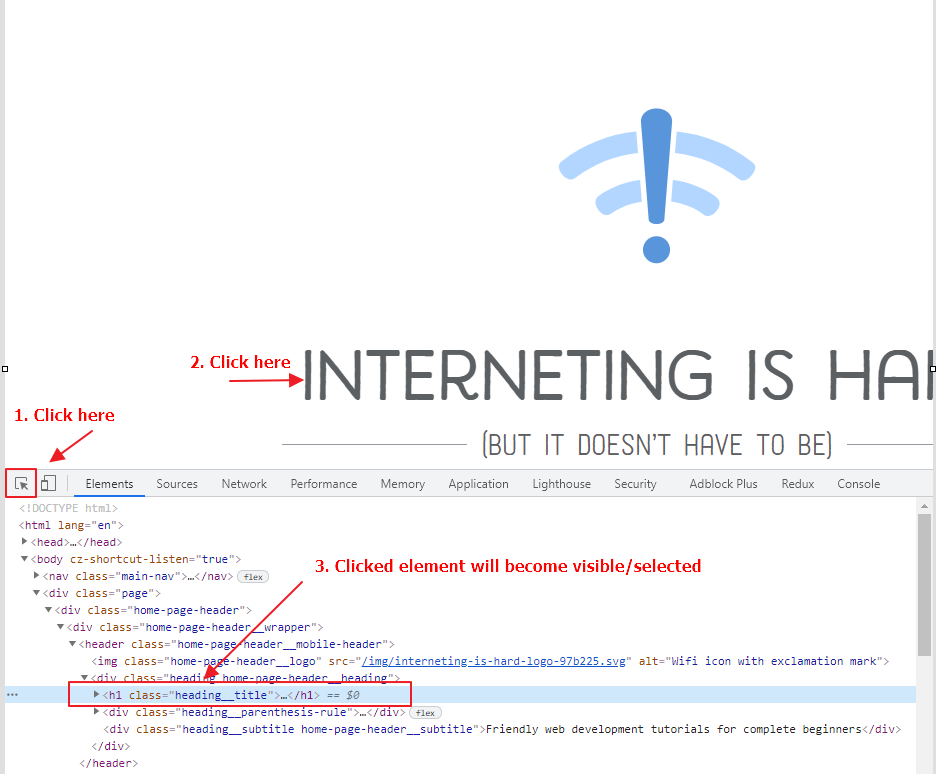 2. Click here
INTERNETING IS HA
1. Click here
(BUT IT DOESN'T HAVE TO BE)
Elements Sources Network Performance Memory Application Lighthouse Security Adblock Plus Redux Console
<!DOCTYPE html>
<html lang="en">
<head>…</head>
<body cz-shortcut-listen="true">
3. Clicked element will become visible/selected
<nav class="main-nav">…</nav> flex
<div class="page">
<div class="home-page-header">
<div class="home-page-header__wrapper">
<header class="home-page-header__mobile-header">
<img class="home-page-header__logo" src="/img/interneting-is-hard-logo-97b225.svg" alt="Wifi icon with exclamation mark">
<div class="heading home-page-header__heading">
<h1 class="heading__title">…</h1> == $0
<div class="heading__parenthesis-rule">…</div> flex
<div class="heading__subtitle home-page-header__subtitle">Friendly web development tutorials for complete beginners</div>
</div>
</header>